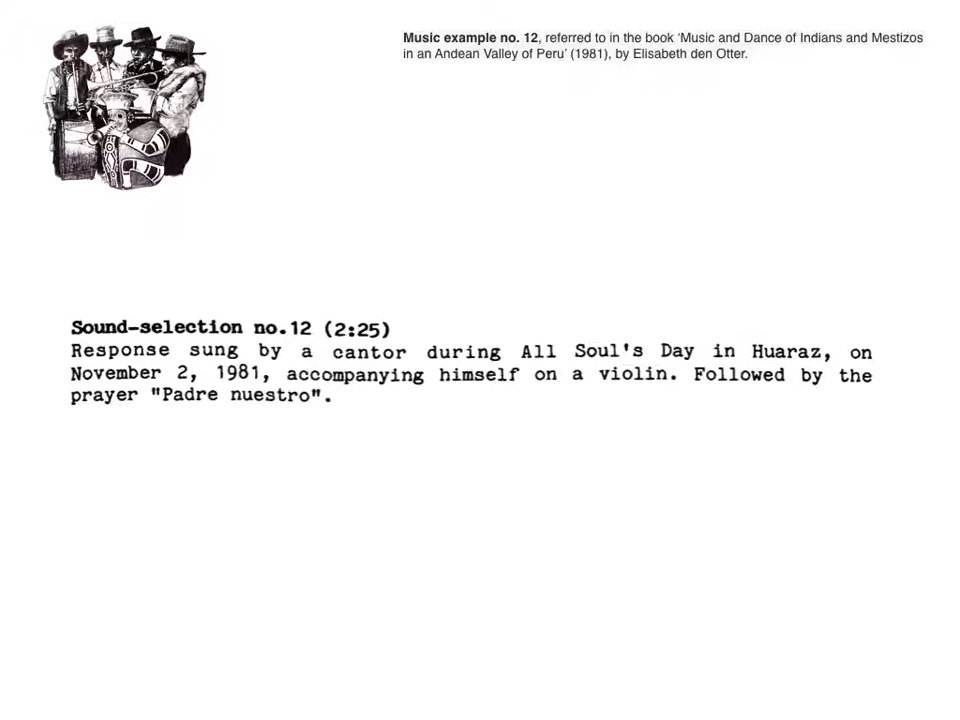 Music example no. 12, referred to in the book ‘Music and Dance of Indians and Mestizos
in an Andean Valley of Peru’ (1981), by Elisabeth den Otter.
Sound-selection no.12 (2:25)
Response sung by a cantor during All Soul's Day in Huaraz, on
November 2, 1981, accompanying himself on a violin. Followed by the
prayer "Padre nuestro".